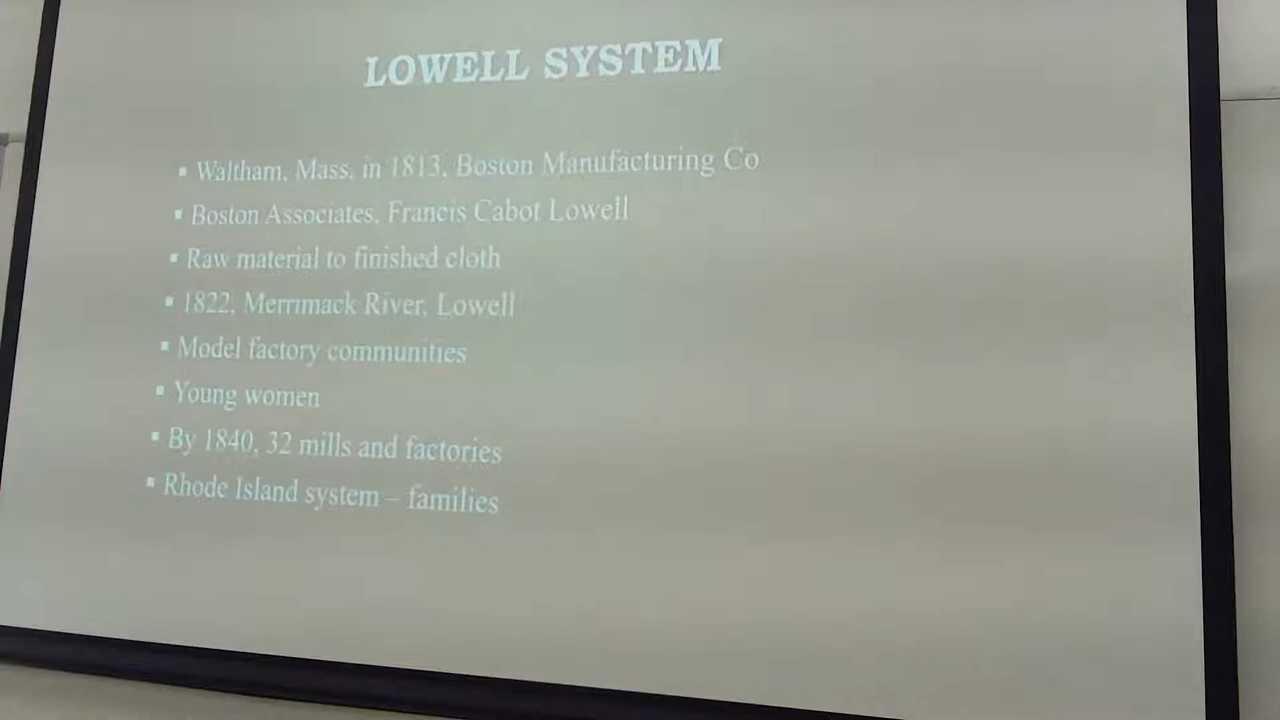 LOWELL SYSTEM
▪ Waltham, Mass. in 1813, Boston Manufacturing Co
▪ Boston Associates, Francis Cabot Lowell
▪ Raw material to finished cloth
▪ 1822, Merrimack River, Lowell
▪ Model factory communities
▪ Young women
▪ By 1840, 32 mills and factories
▪ Rhode Island system – families